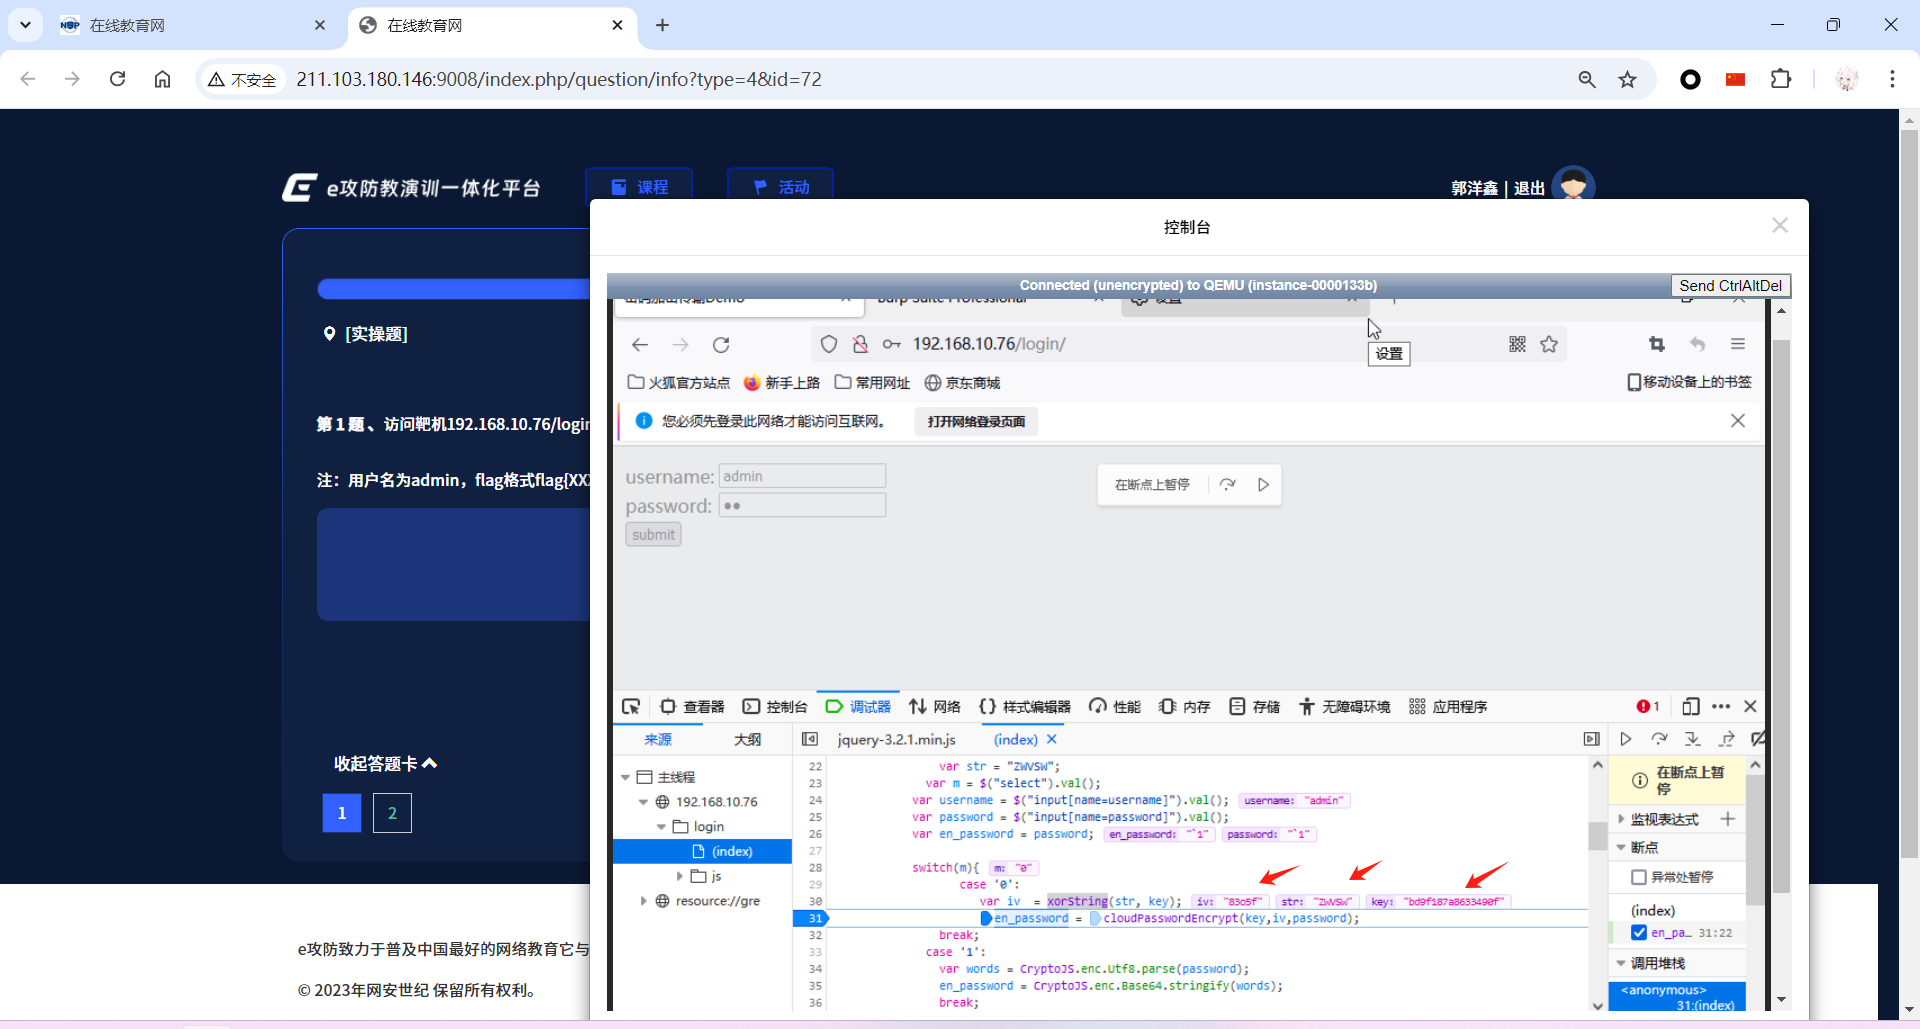 在线教育网
在线教育网
不安全
211.103.180.146:9008/index.php/question/info?type=4&id=72
e攻防教演训一体化平台
课程
活动
郭洋鑫 | 退出
控制台
Connected (unencrypted) to QEMU (instance-0000133b)
Send CtrlAltDel
[实操题]
第 1 题 、访问靶机192.168.10.76/login
注：用户名为admin，flag格式flag{XXX
收起答题卡
1
2
e攻防致力于普及中国最好的网络教育它与
© 2023年网安世纪 保留所有权利。
Burp Suite Professional
设置
192.168.10.76/login/
设置
火狐官方站点
新手上路
常用网址
京东商城
移动设备上的书签
您必须先登录此网络才能访问互联网。
打开网络登录页面
username: admin
password: ●●
submit
在断点上暂停
查看器
控制台
调试器
网络
样式编辑器
性能
内存
存储
无障碍环境
应用程序
1
来源
大纲
jquery-3.2.1.min.js
(index)
主线程
192.168.10.76
login
(index)
js
resource://gre
22 var str = "ZWVSW";
23 var m = $("select").val();
24 var username = $("input[name=username]").val(); username: "admin"
25 var password = $("input[name=password]").val();
26 var en_password = password; en_password: "`1" password: "`1"
27
28 switch(m){ m: "0"
29 case '0':
30 var iv = xorString(str, key); iv: "83o5f" str: "ZWVSW" key: "bd9f187a8633490f"
31 en_password = cloudPasswordEncrypt(key,iv,password);
32 break;
33 case '1':
34 var words = CryptoJS.enc.Utf8.parse(password);
35 en_password = CryptoJS.enc.Base64.stringify(words);
36 break;
在断点上暂
停
监视表达式
断点
异常处暂停
(index)
en_pa… 31:22
调用堆栈
<anonymous>
31:(index)